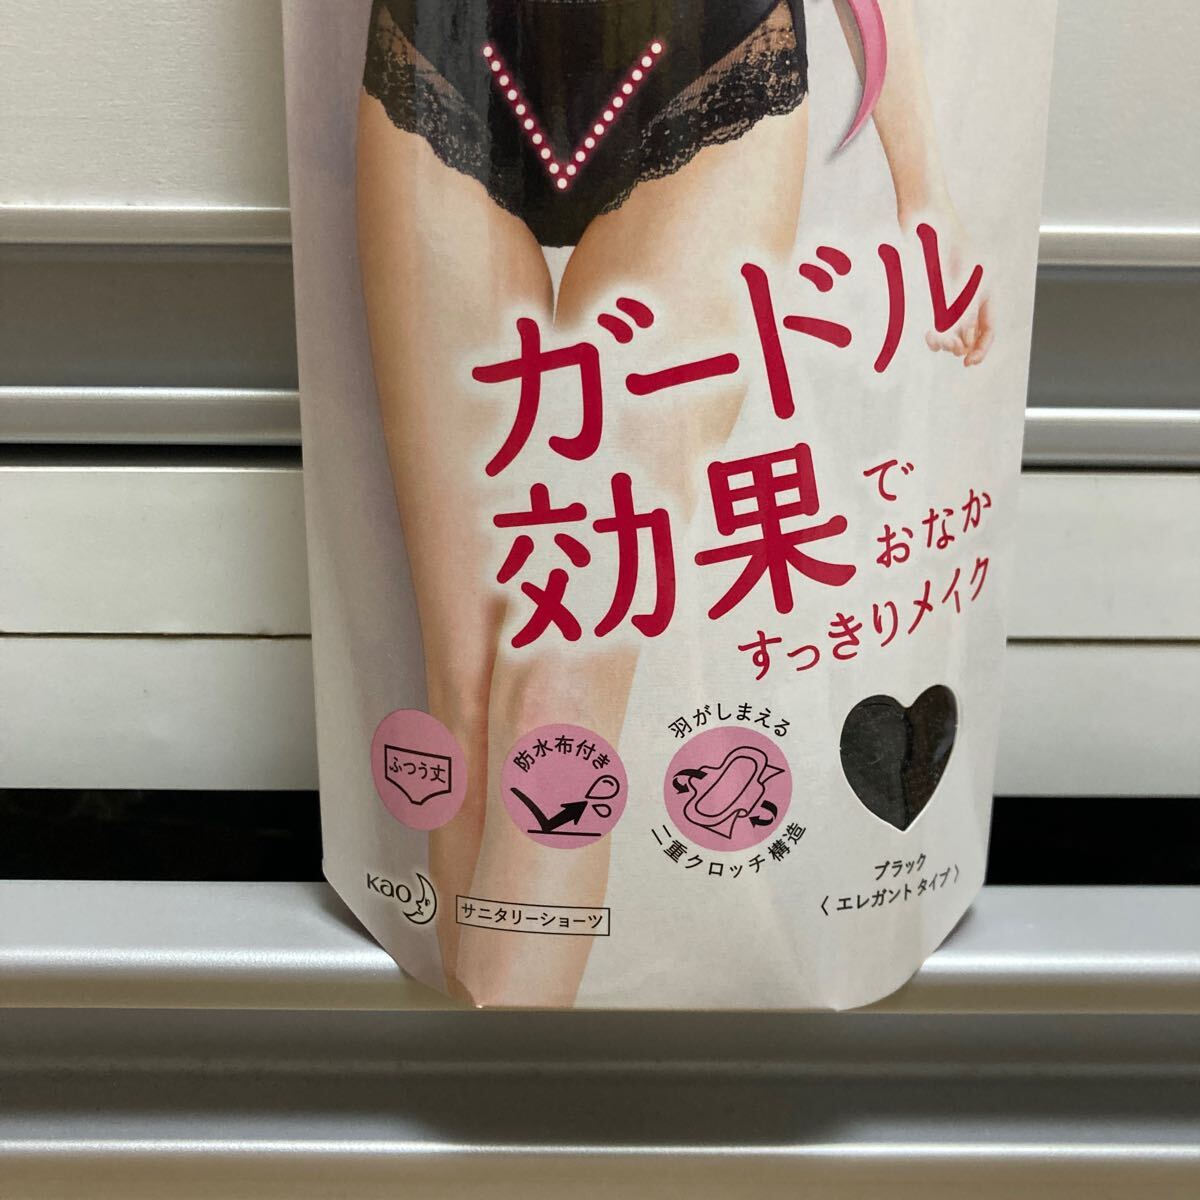 ガードル
効果で
おなか
すっきりメイク
ふつう丈
防水布付き
羽がしまえる
二重クロッチ構造
ブラック
〈エレガントタイプ〉
Kao
サニタリーショーツ